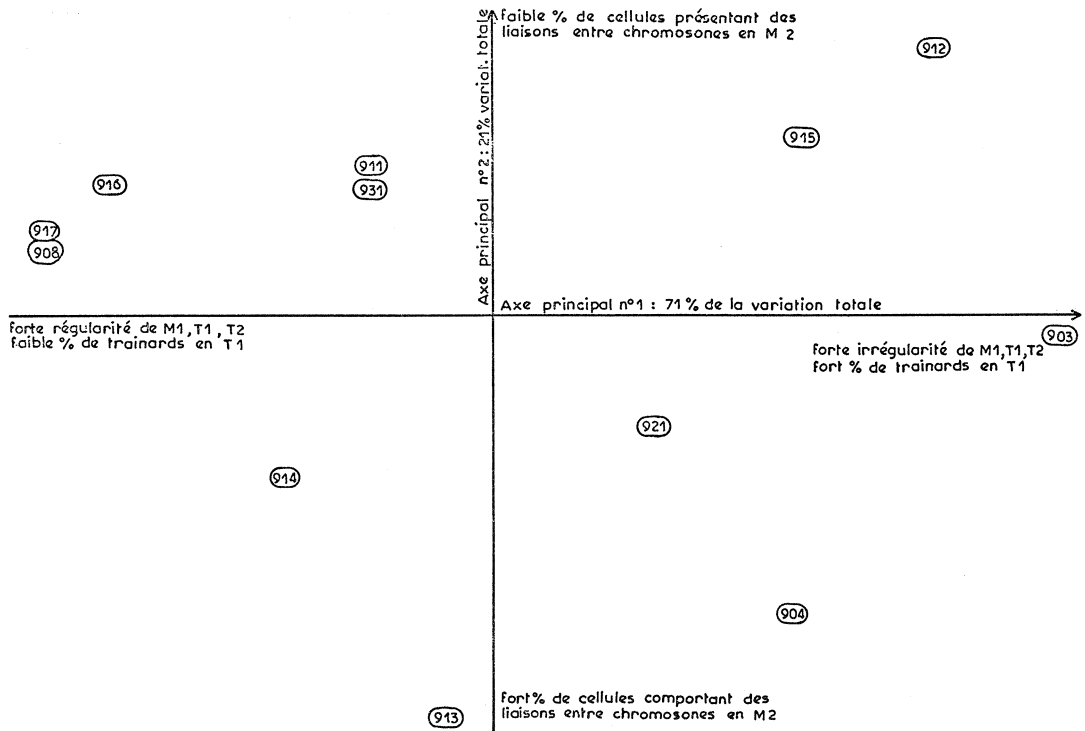 faible % de cellules présentant des
liaisons entre chromosones en M 2
912
915
Axe principal n°2 : 21% variat. totale
911
931
916
917
908
Axe principal n°1 : 71 % de la variation totale
forte régularité de M1, T1, T2
faible % de trainards en T1
903
forte irrégularité de M1,T1,T2
fort % de trainards en T1
921
914
904
fort % de cellules comportant des
liaisons entre chromosones en M2
913